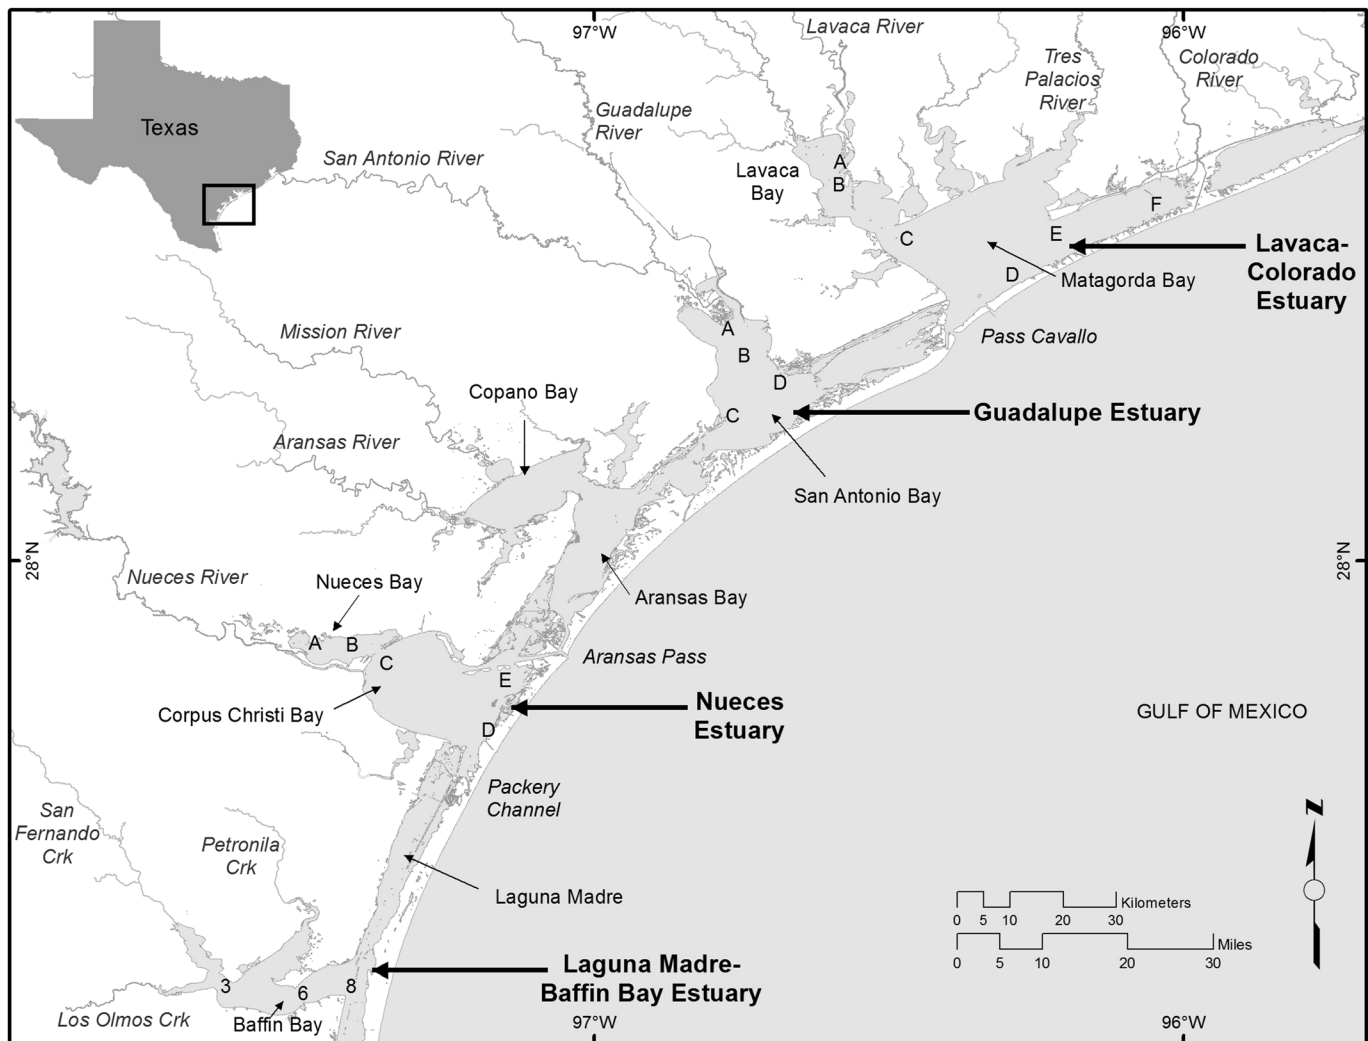 97°W
96°W
Lavaca River
Tres
Palacios
River
Colorado
River
Texas
Guadalupe
River
San Antonio River
Lavaca
Bay
A
B
C
D
E
F
Lavaca-
Colorado
Estuary
Matagorda Bay
Pass Cavallo
Mission River
A
B
D
C
Guadalupe Estuary
San Antonio Bay
Copano Bay
Aransas River
28°N
28°N
Nueces River
Nueces Bay
Aransas Bay
A
B
C
E
D
Aransas Pass
Corpus Christi Bay
Nueces
Estuary
GULF OF MEXICO
Packery
Channel
San
Fernando
Crk
Petronila
Crk
Laguna Madre
Kilometers
0 5 10 20 30
Miles
0 5 10 20 30
N
Laguna Madre-
Baffin Bay Estuary
3
6
8
Los Olmos Crk
Baffin Bay
97°W
96°W